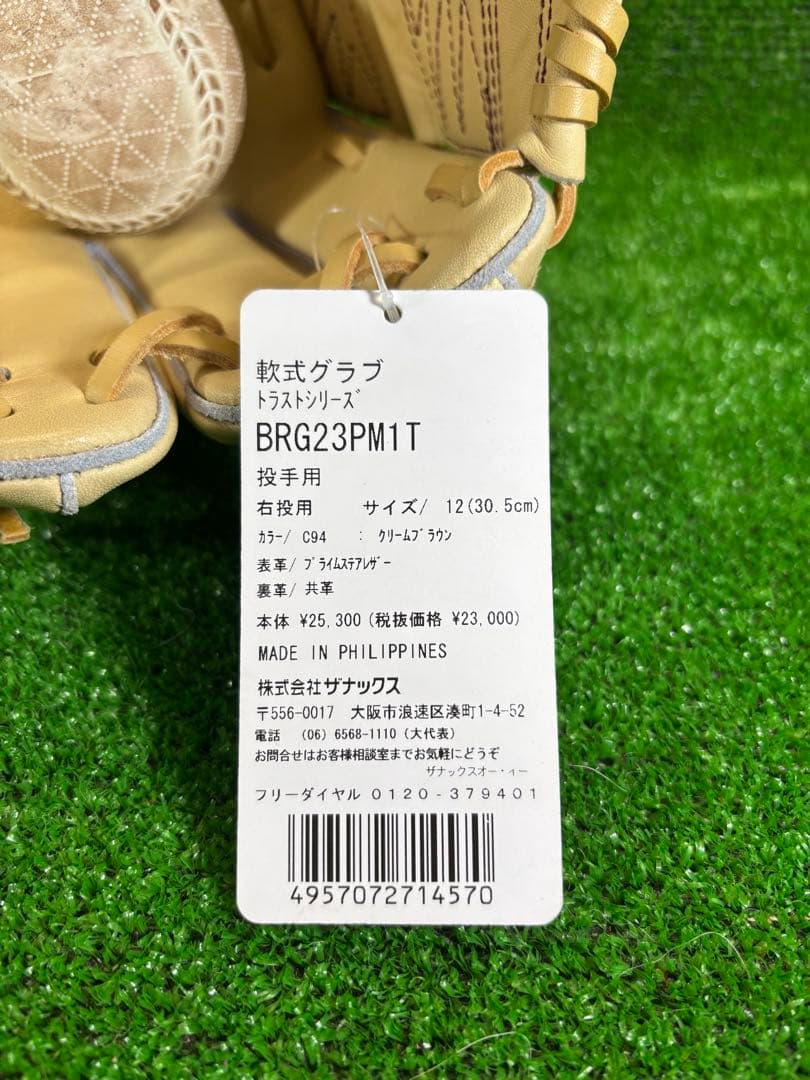 軟式グラブ
ﾄﾗｽﾄｼﾘｰｽﾞ
BRG23PM1T
投手用
右投用 サイズ/ 12(30.5cm)
ｶﾗｰ/ C94 : ｸﾘｰﾑﾌﾞﾗｳﾝ
表革/ ﾌﾟﾗｲﾑｽﾃｱﾚｻﾞｰ
裏革/ 共革
本体 ¥25,300(税抜価格 ¥23,000)
MADE IN PHILIPPINES
株式会社ザナックス
〒556-0017 大阪市浪速区湊町1-4-52
電話 (06) 6568-1110(大代表)
お問合せはお客様相談室までお気軽にどうぞ
ザナックスオー・イー
フリーダイヤル 0120-379401
4957072714570